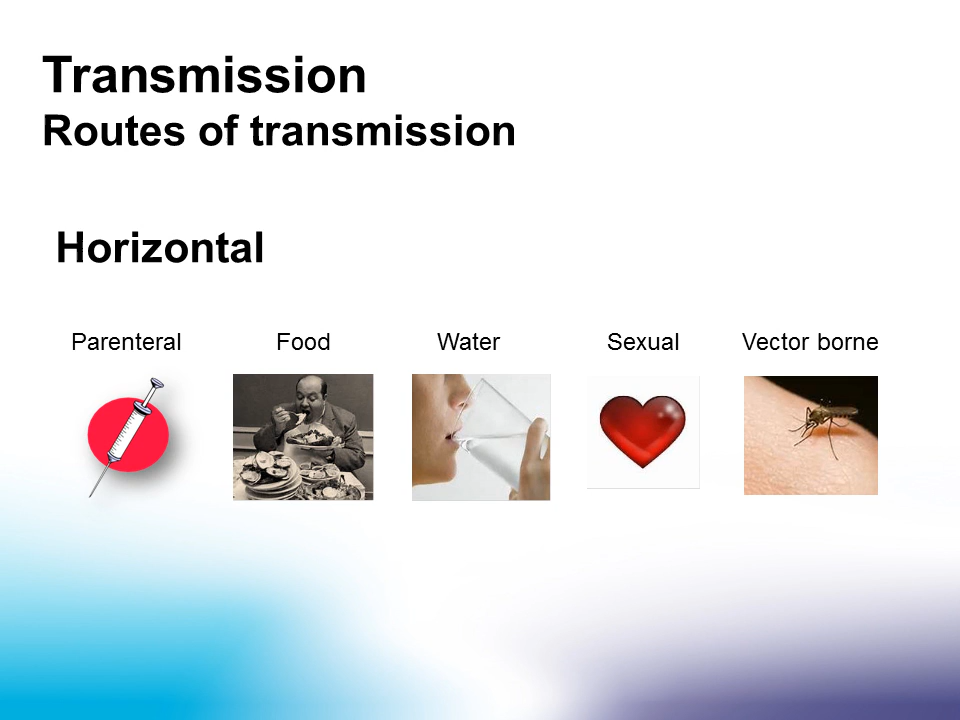 Transmission
Routes of transmission
Horizontal
Parenteral Food Water Sexual Vector borne